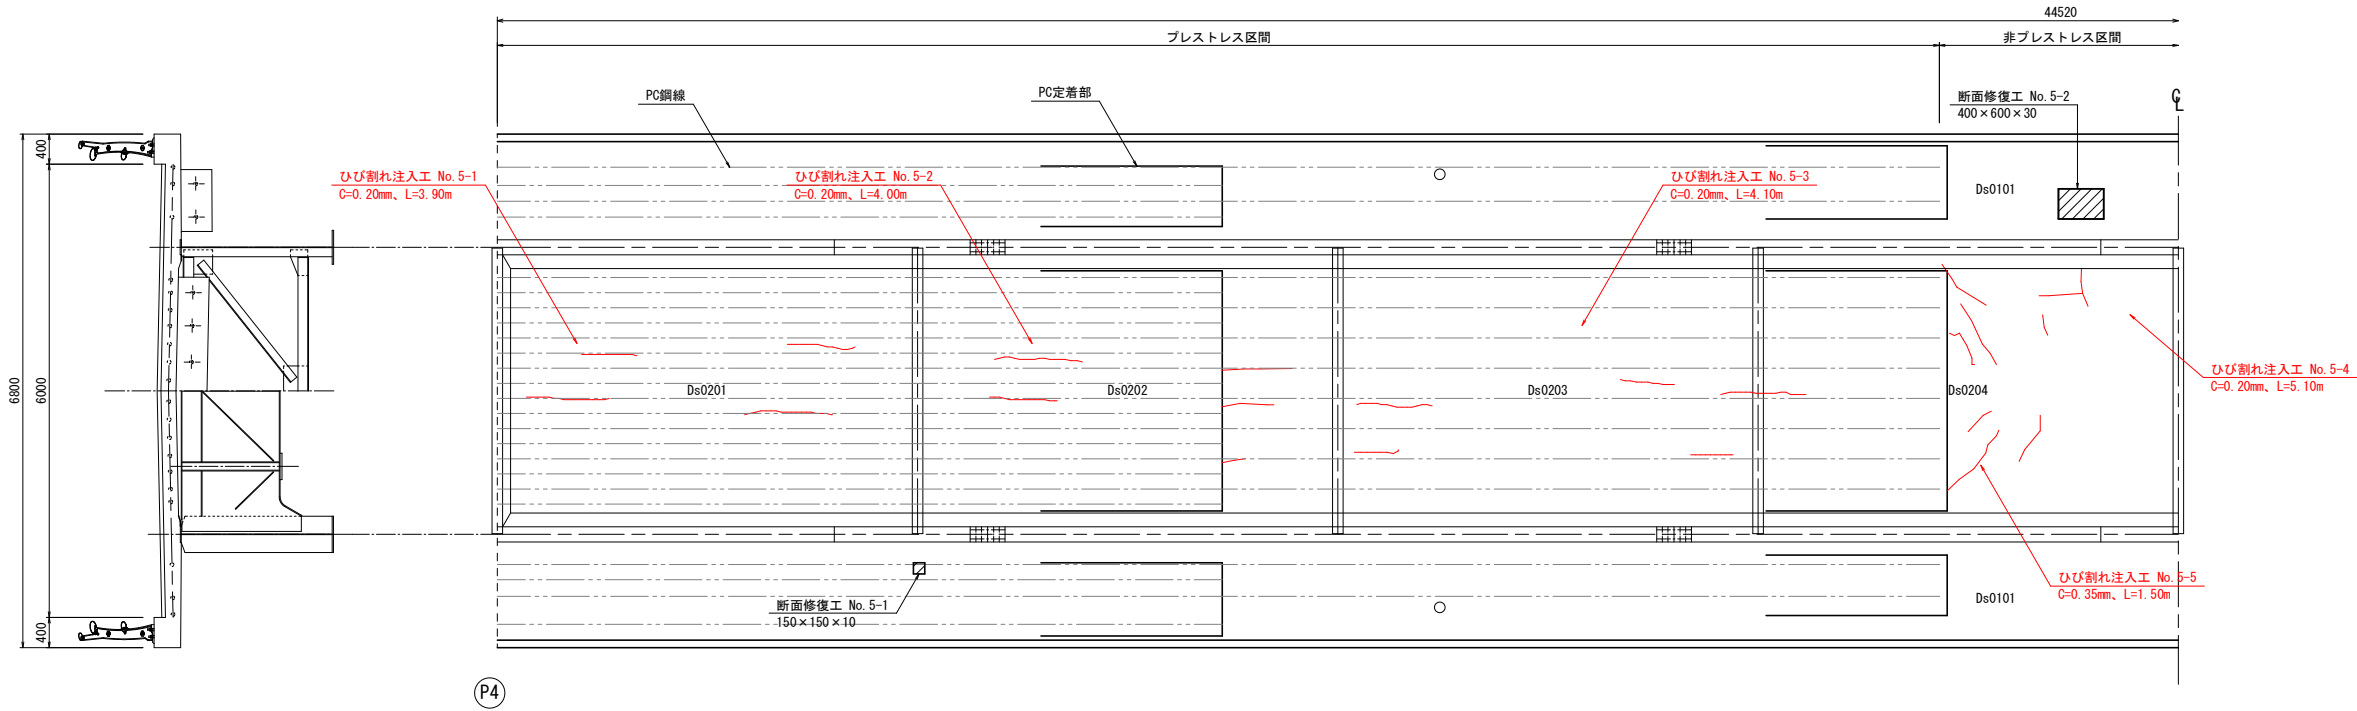 44520
プレストレス区間
非プレストレス区間
PC鋼線
PC定着部
断面修復工 No.5-2
400×600×30
℄
400
6800
6000
400
ひび割れ注入工 No.5-1
C=0.20mm、L=3.90m
ひび割れ注入工 No.5-2
C=0.20mm、L=4.00m
ひび割れ注入工 No.5-3
C=0.20mm、L=4.10m
Ds0101
Ds0201
Ds0202
Ds0203
Ds0204
ひび割れ注入工 No.5-4
C=0.20mm、L=5.10m
ひび割れ注入工 No.5-5
C=0.35mm、L=1.50m
断面修復工 No.5-1
150×150×10
Ds0101
P4